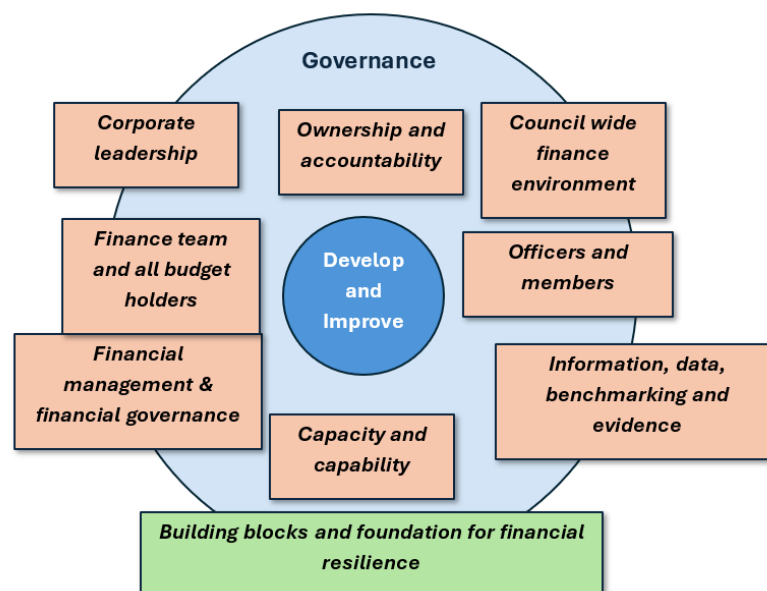 Governance
Corporate
leadership
Ownership and
accountability
Council wide
finance
environment
Finance team
and all budget
holders
Develop
and
Improve
Officers and
members
Financial
management &
financial governance
Information, data,
benchmarking and
evidence
Capacity and
capability
Building blocks and foundation for financial
resilience